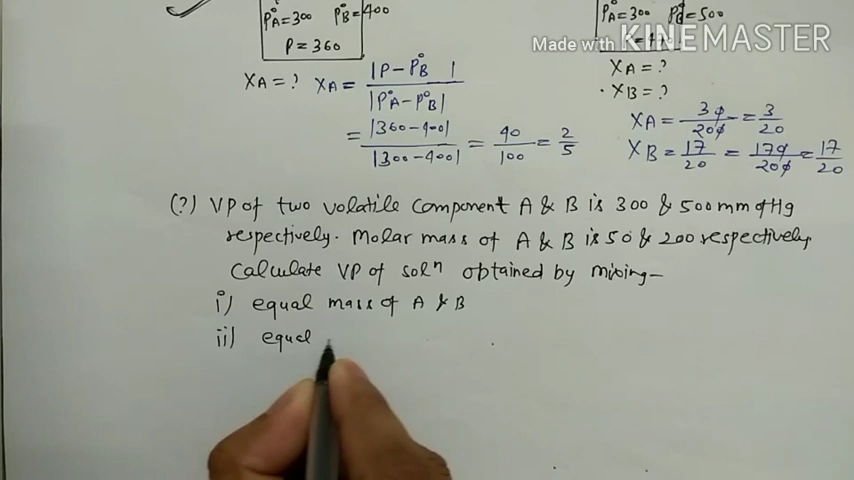 P°A=300 P°B=400
P=360
XA=? XA= |P-P°B| / |P°A-P°B|
= |360-400| / |300-400| = 40/100 = 2/5
P°A=300 P°B=500
Made with KINEMASTER
XA=?
XB=?
XA= 30/200 = 3/20
XB= 17/20 = 170/200 = 17/20
(?) VP of two volatile component A & B is 300 & 500 mm of Hg
respectively. Molar mass of A & B is 50 & 200 respectively
Calculate VP of solⁿ obtained by mixing-
i) equal mass of A & B
ii) equal